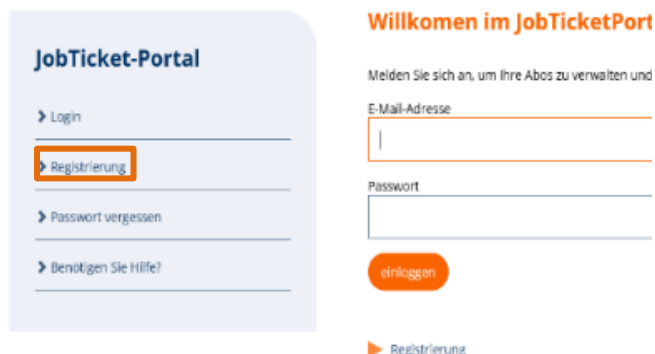 JobTicket-Portal
Login
Registrierung
Passwort vergessen
Benötigen Sie Hilfe?
Willkomen im JobTicketPort
Melden Sie sich an, um Ihre Abos zu verwalten und
E-Mail-Adresse
Passwort
einloggen
Registrierung